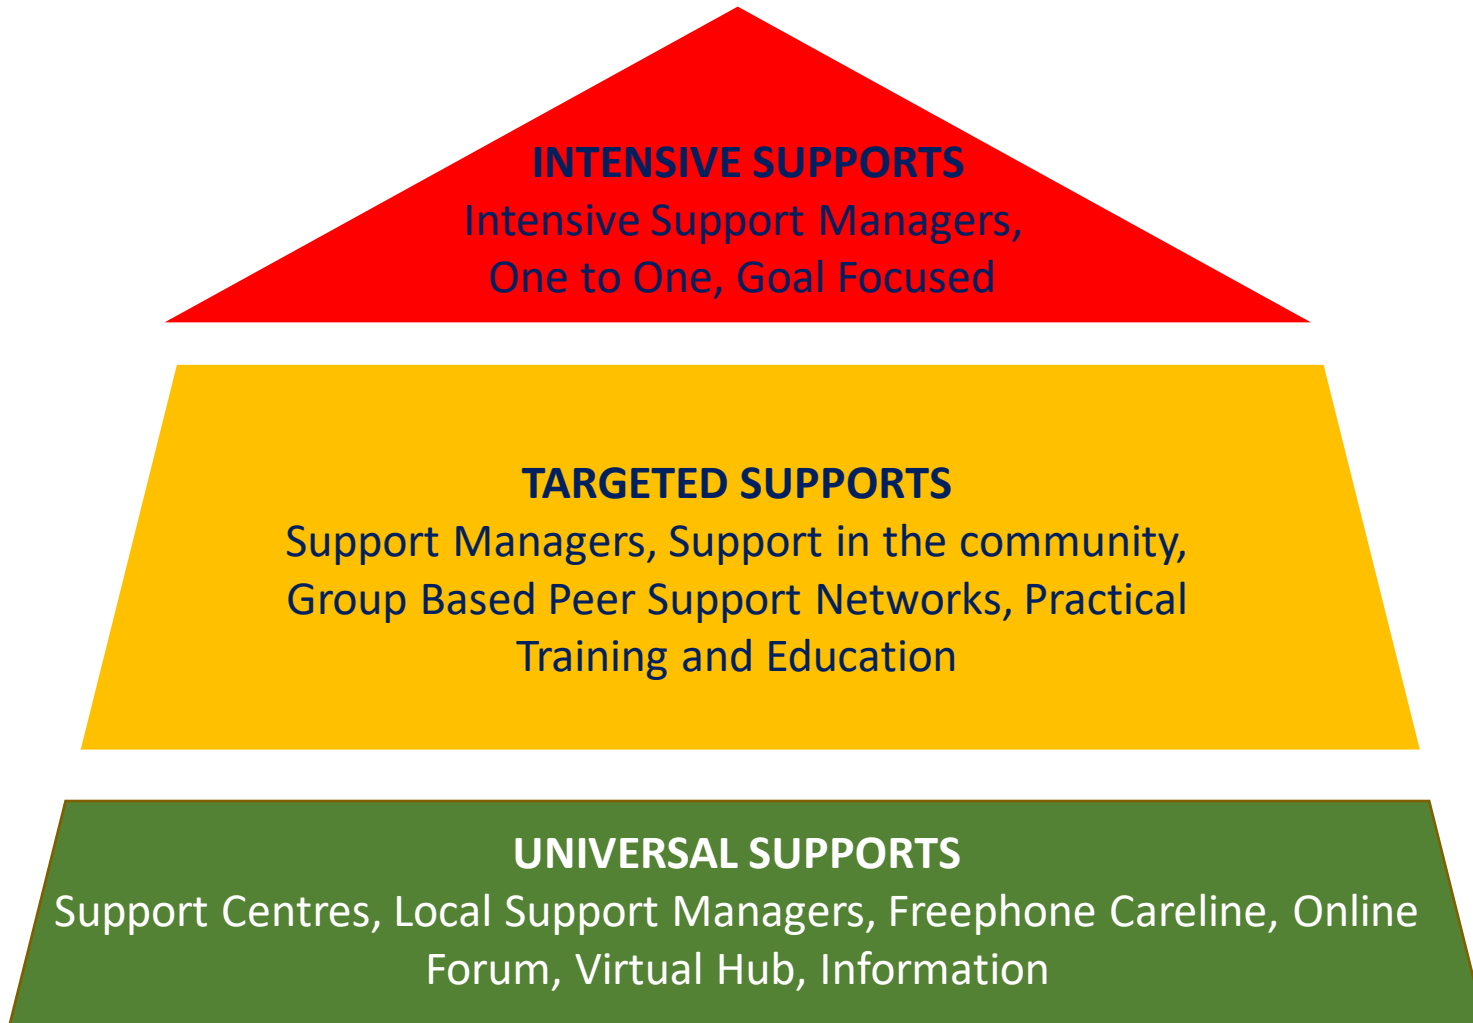 INTENSIVE SUPPORTS
Intensive Support Managers,
One to One, Goal Focused
TARGETED SUPPORTS
Support Managers, Support in the community,
Group Based Peer Support Networks, Practical
Training and Education
UNIVERSAL SUPPORTS
Support Centres, Local Support Managers, Freephone Careline, Online
Forum, Virtual Hub, Information